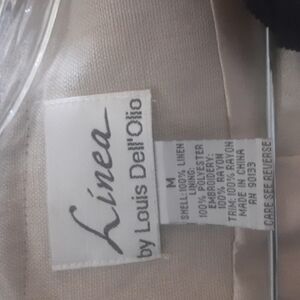 Linea
by Louis Dell'Olio
M
SHELL: 100% LINEN
LINING:
100% POLYESTER
EMBROIDERY:
100% RAYON
TRIM: 100% RAYON
MADE IN CHINA
RN 90133
CARE SEE REVERSE